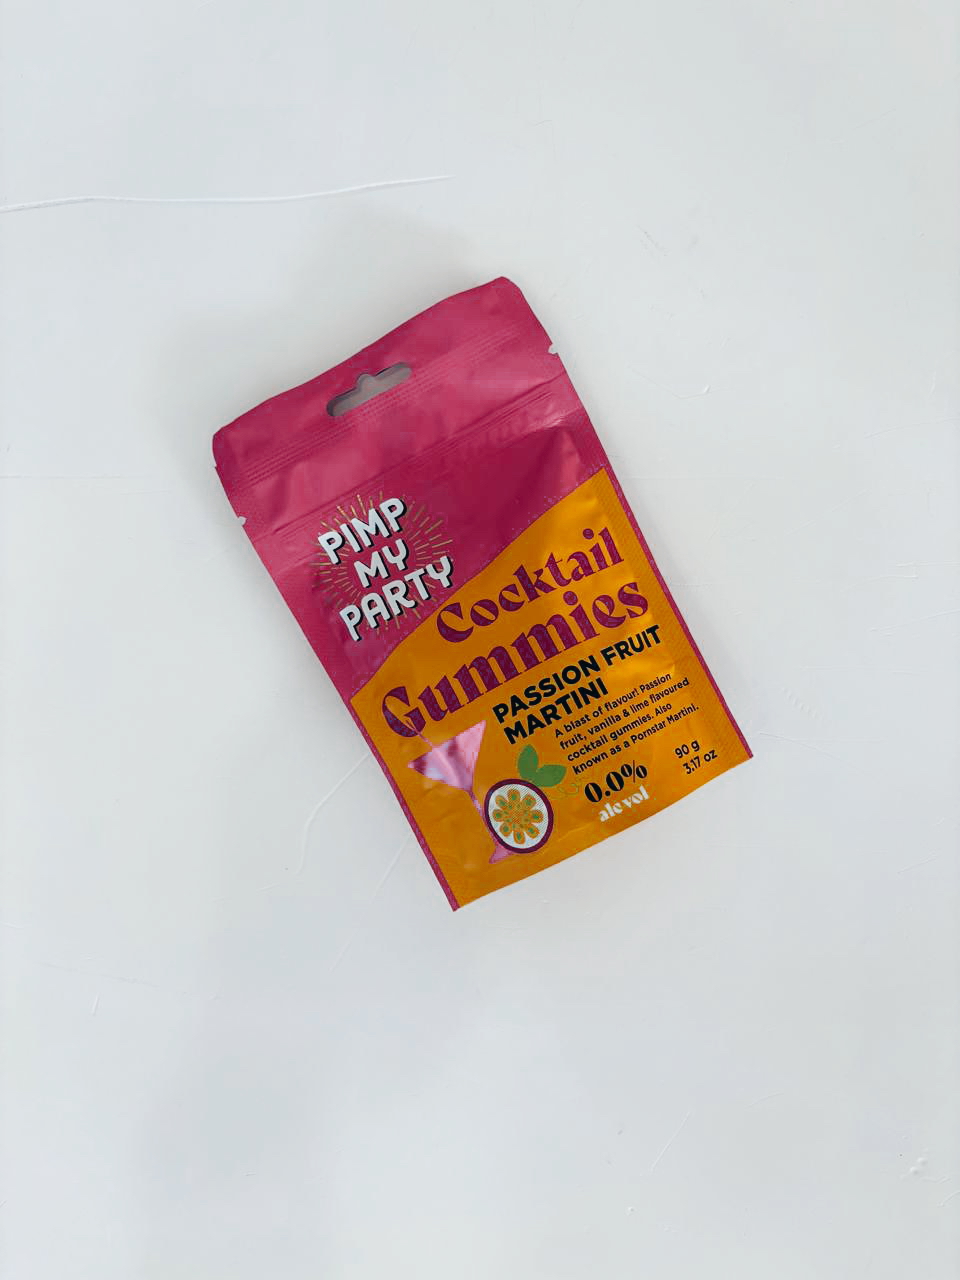 PIMP
MY
PARTY
Cocktail
Gummies
PASSION FRUIT
MARTINI
A blast of flavour! Passion
fruit, vanilla & lime flavoured
cocktail gummies. Also
known as a Pornstar Martini.
0.0%
alc vol
90 g
3.17 oz